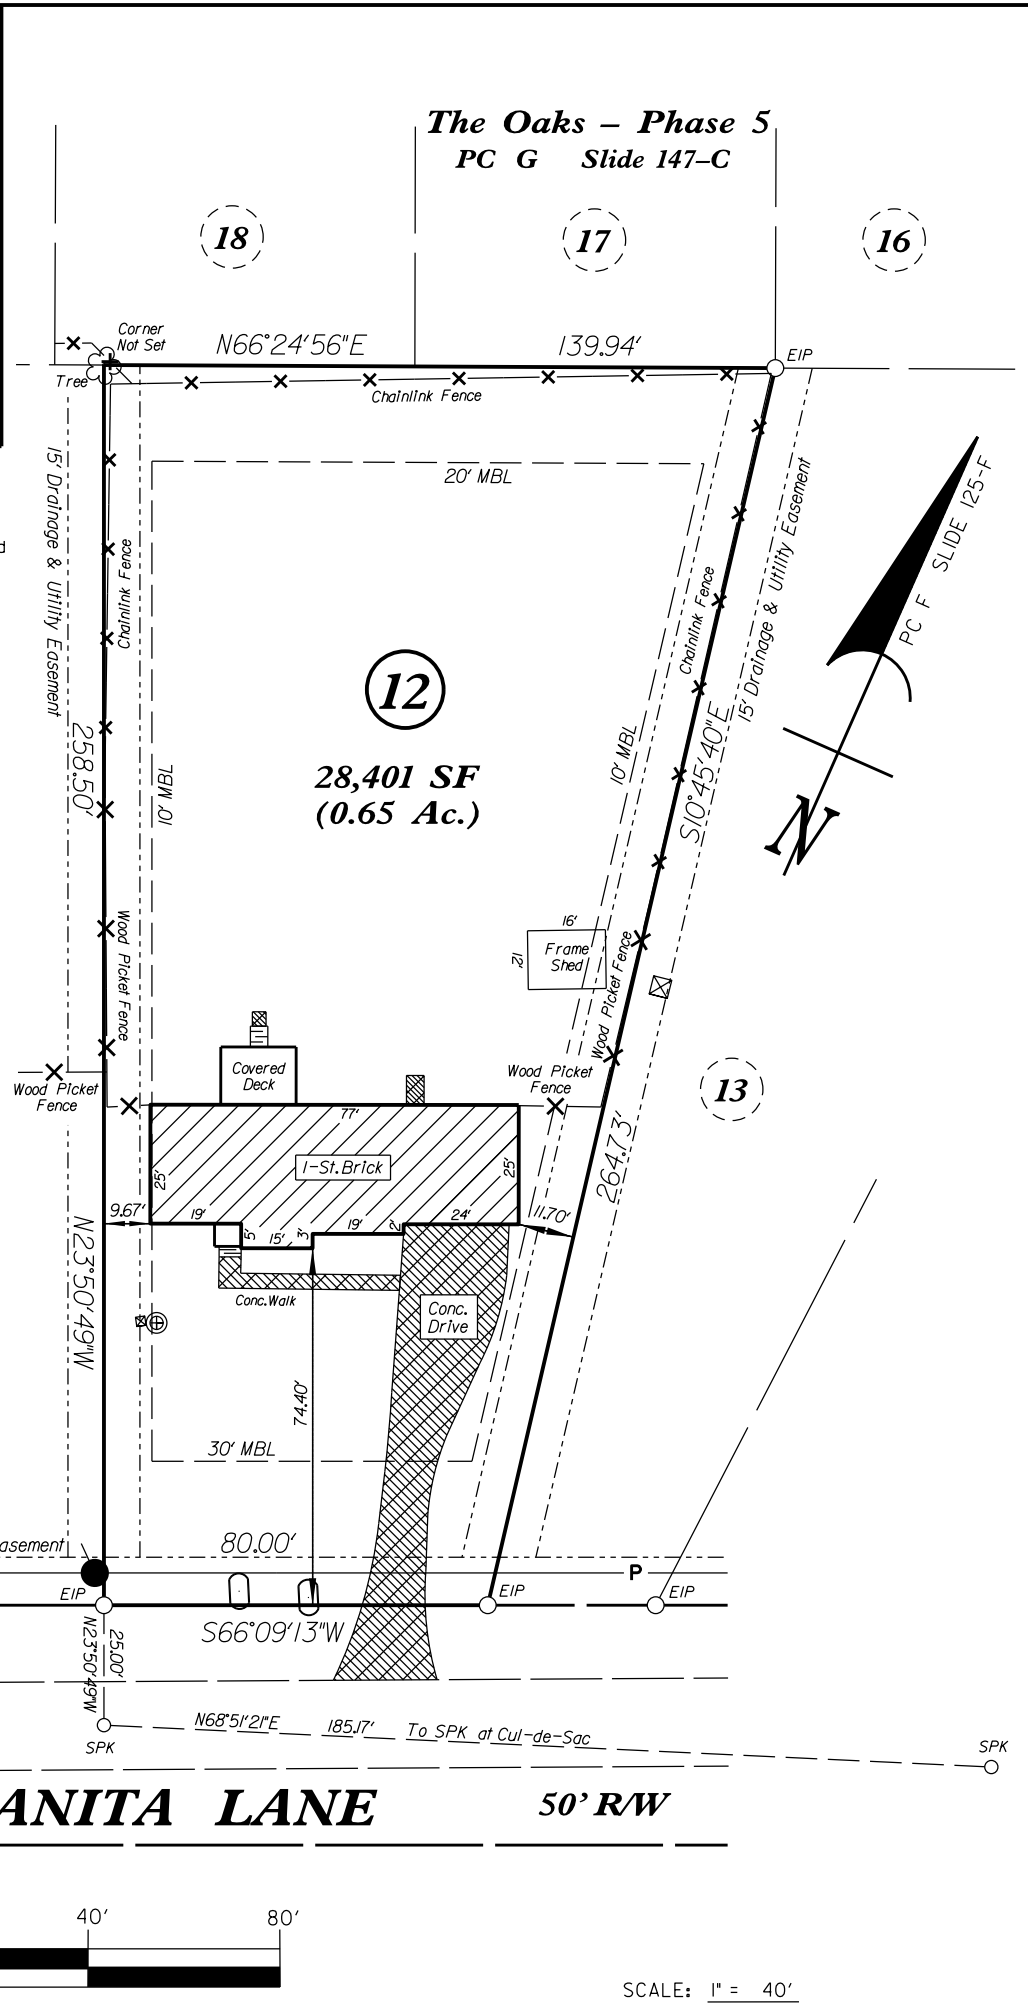 The Oaks – Phase 5
PC G Slide 147–C
18
17
16
Corner
Not Set
N66°24'56"E
139.94'
EIP
Tree
Chainlink Fence
20' MBL
15' Drainage & Utility Easement
Chainlink Fence
Chainlink Fence
15' Drainage & Utility Easement
PC F SLIDE 125-F
N
12
28,401 SF
(0.65 Ac.)
258.50'
10' MBL
10' MBL
S10°45'40"E
Wood Picket Fence
16'
12'
Frame
Shed
Wood Picket Fence
Wood Picket
Fence
Covered
Deck
Wood Picket
Fence
13
77'
1-St.Brick
25'
25'
264.73'
9.67'
19'
5'
15'
3'
19'
2'
24'
11.70'
N23°50'49"W
Conc.Walk
Conc.
Drive
74.40'
30' MBL
asement
80.00'
P
EIP
EIP
EIP
S66°09'13"W
25.00'
N23°50'49"W
N68°51'21"E 185.17' To SPK at Cul-de-Sac
SPK
SPK
ANITA LANE
50' R/W
40'
80'
SCALE: 1" = 40'